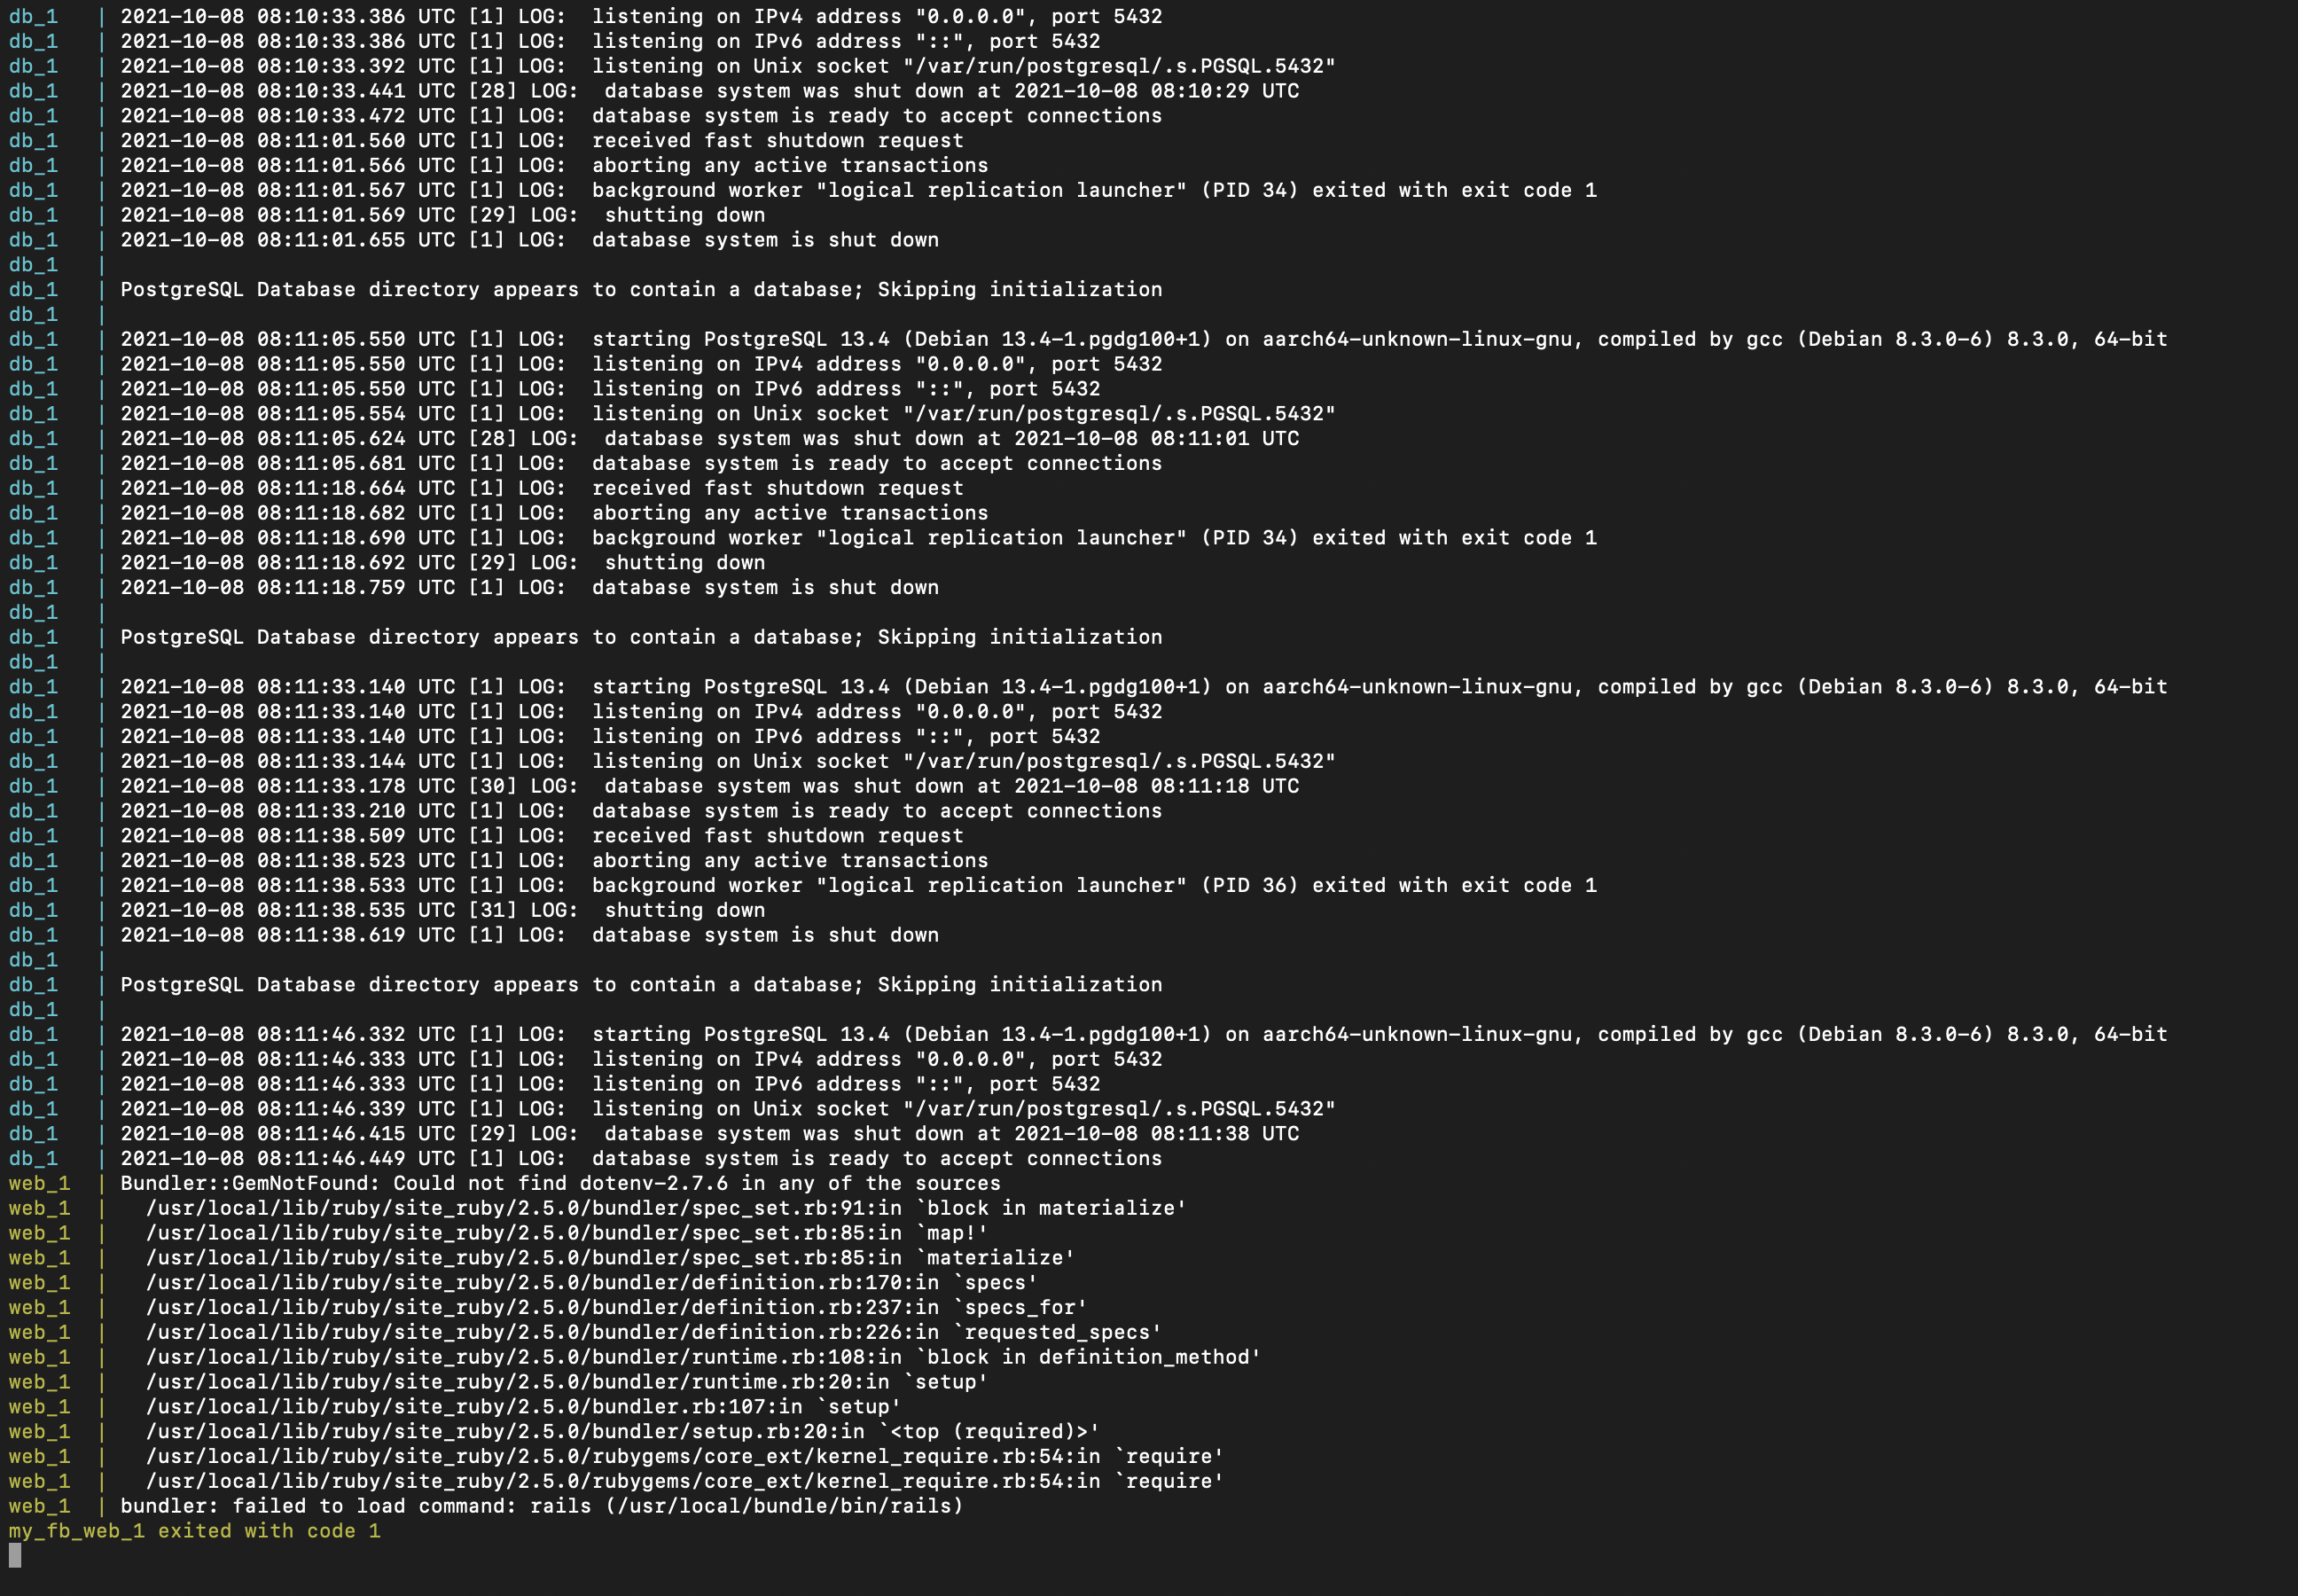 db_1   | 2021-10-08 08:10:33.386 UTC [1] LOG:  listening on IPv4 address "0.0.0.0", port 5432
db_1   | 2021-10-08 08:10:33.386 UTC [1] LOG:  listening on IPv6 address "::", port 5432
db_1   | 2021-10-08 08:10:33.392 UTC [1] LOG:  listening on Unix socket "/var/run/postgresql/.s.PGSQL.5432"
db_1   | 2021-10-08 08:10:33.441 UTC [28] LOG:  database system was shut down at 2021-10-08 08:10:29 UTC
db_1   | 2021-10-08 08:10:33.472 UTC [1] LOG:  database system is ready to accept connections
db_1   | 2021-10-08 08:11:01.560 UTC [1] LOG:  received fast shutdown request
db_1   | 2021-10-08 08:11:01.566 UTC [1] LOG:  aborting any active transactions
db_1   | 2021-10-08 08:11:01.567 UTC [1] LOG:  background worker "logical replication launcher" (PID 34) exited with exit code 1
db_1   | 2021-10-08 08:11:01.569 UTC [29] LOG:  shutting down
db_1   | 2021-10-08 08:11:01.655 UTC [1] LOG:  database system is shut down
db_1   |
db_1   | PostgreSQL Database directory appears to contain a database; Skipping initialization
db_1   |
db_1   | 2021-10-08 08:11:05.550 UTC [1] LOG:  starting PostgreSQL 13.4 (Debian 13.4-1.pgdg100+1) on aarch64-unknown-linux-gnu, compiled by gcc (Debian 8.3.0-6) 8.3.0, 64-bit
db_1   | 2021-10-08 08:11:05.550 UTC [1] LOG:  listening on IPv4 address "0.0.0.0", port 5432
db_1   | 2021-10-08 08:11:05.550 UTC [1] LOG:  listening on IPv6 address "::", port 5432
db_1   | 2021-10-08 08:11:05.554 UTC [1] LOG:  listening on Unix socket "/var/run/postgresql/.s.PGSQL.5432"
db_1   | 2021-10-08 08:11:05.624 UTC [28] LOG:  database system was shut down at 2021-10-08 08:11:01 UTC
db_1   | 2021-10-08 08:11:05.681 UTC [1] LOG:  database system is ready to accept connections
db_1   | 2021-10-08 08:11:18.664 UTC [1] LOG:  received fast shutdown request
db_1   | 2021-10-08 08:11:18.682 UTC [1] LOG:  aborting any active transactions
db_1   | 2021-10-08 08:11:18.690 UTC [1] LOG:  background worker "logical replication launcher" (PID 34) exited with exit code 1
db_1   | 2021-10-08 08:11:18.692 UTC [29] LOG:  shutting down
db_1   | 2021-10-08 08:11:18.759 UTC [1] LOG:  database system is shut down
db_1   |
db_1   | PostgreSQL Database directory appears to contain a database; Skipping initialization
db_1   |
db_1   | 2021-10-08 08:11:33.140 UTC [1] LOG:  starting PostgreSQL 13.4 (Debian 13.4-1.pgdg100+1) on aarch64-unknown-linux-gnu, compiled by gcc (Debian 8.3.0-6) 8.3.0, 64-bit
db_1   | 2021-10-08 08:11:33.140 UTC [1] LOG:  listening on IPv4 address "0.0.0.0", port 5432
db_1   | 2021-10-08 08:11:33.140 UTC [1] LOG:  listening on IPv6 address "::", port 5432
db_1   | 2021-10-08 08:11:33.144 UTC [1] LOG:  listening on Unix socket "/var/run/postgresql/.s.PGSQL.5432"
db_1   | 2021-10-08 08:11:33.178 UTC [30] LOG:  database system was shut down at 2021-10-08 08:11:18 UTC
db_1   | 2021-10-08 08:11:33.210 UTC [1] LOG:  database system is ready to accept connections
db_1   | 2021-10-08 08:11:38.509 UTC [1] LOG:  received fast shutdown request
db_1   | 2021-10-08 08:11:38.523 UTC [1] LOG:  aborting any active transactions
db_1   | 2021-10-08 08:11:38.533 UTC [1] LOG:  background worker "logical replication launcher" (PID 36) exited with exit code 1
db_1   | 2021-10-08 08:11:38.535 UTC [31] LOG:  shutting down
db_1   | 2021-10-08 08:11:38.619 UTC [1] LOG:  database system is shut down
db_1   |
db_1   | PostgreSQL Database directory appears to contain a database; Skipping initialization
db_1   |
db_1   | 2021-10-08 08:11:46.332 UTC [1] LOG:  starting PostgreSQL 13.4 (Debian 13.4-1.pgdg100+1) on aarch64-unknown-linux-gnu, compiled by gcc (Debian 8.3.0-6) 8.3.0, 64-bit
db_1   | 2021-10-08 08:11:46.333 UTC [1] LOG:  listening on IPv4 address "0.0.0.0", port 5432
db_1   | 2021-10-08 08:11:46.333 UTC [1] LOG:  listening on IPv6 address "::", port 5432
db_1   | 2021-10-08 08:11:46.339 UTC [1] LOG:  listening on Unix socket "/var/run/postgresql/.s.PGSQL.5432"
db_1   | 2021-10-08 08:11:46.415 UTC [29] LOG:  database system was shut down at 2021-10-08 08:11:38 UTC
db_1   | 2021-10-08 08:11:46.449 UTC [1] LOG:  database system is ready to accept connections
web_1  | Bundler::GemNotFound: Could not find dotenv-2.7.6 in any of the sources
web_1  |   /usr/local/lib/ruby/site_ruby/2.5.0/bundler/spec_set.rb:91:in `block in materialize'
web_1  |   /usr/local/lib/ruby/site_ruby/2.5.0/bundler/spec_set.rb:85:in `map!'
web_1  |   /usr/local/lib/ruby/site_ruby/2.5.0/bundler/spec_set.rb:85:in `materialize'
web_1  |   /usr/local/lib/ruby/site_ruby/2.5.0/bundler/definition.rb:170:in `specs'
web_1  |   /usr/local/lib/ruby/site_ruby/2.5.0/bundler/definition.rb:237:in `specs_for'
web_1  |   /usr/local/lib/ruby/site_ruby/2.5.0/bundler/definition.rb:226:in `requested_specs'
web_1  |   /usr/local/lib/ruby/site_ruby/2.5.0/bundler/runtime.rb:108:in `block in definition_method'
web_1  |   /usr/local/lib/ruby/site_ruby/2.5.0/bundler/runtime.rb:20:in `setup'
web_1  |   /usr/local/lib/ruby/site_ruby/2.5.0/bundler.rb:107:in `setup'
web_1  |   /usr/local/lib/ruby/site_ruby/2.5.0/bundler/setup.rb:20:in `<top (required)>'
web_1  |   /usr/local/lib/ruby/site_ruby/2.5.0/rubygems/core_ext/kernel_require.rb:54:in `require'
web_1  |   /usr/local/lib/ruby/site_ruby/2.5.0/rubygems/core_ext/kernel_require.rb:54:in `require'
web_1  | bundler: failed to load command: rails (/usr/local/bundle/bin/rails)
my_fb_web_1 exited with code 1